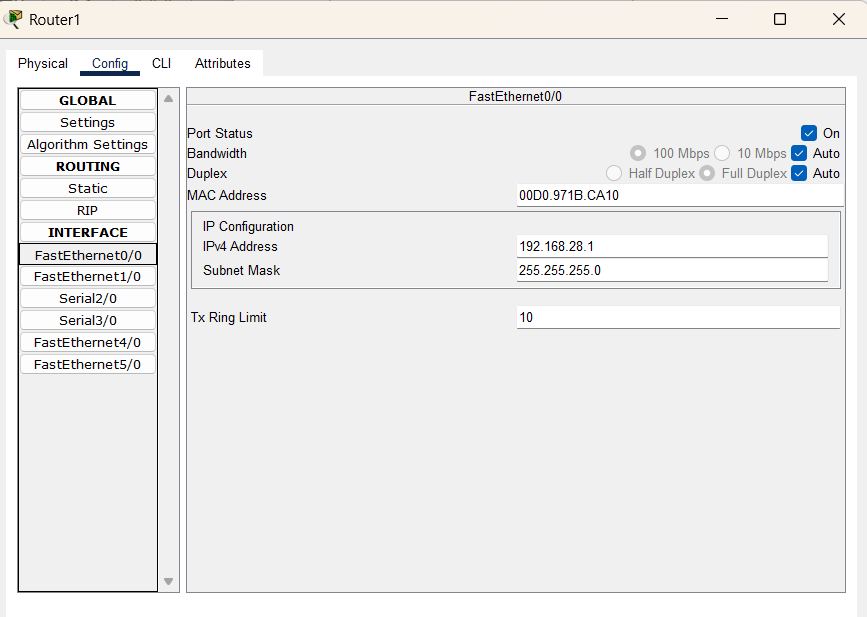 Router1
Physical Config CLI Attributes
GLOBAL
Settings
Algorithm Settings
ROUTING
Static
RIP
INTERFACE
FastEthernet0/0
FastEthernet1/0
Serial2/0
Serial3/0
FastEthernet4/0
FastEthernet5/0
FastEthernet0/0
Port Status On
Bandwidth 100 Mbps 10 Mbps Auto
Duplex Half Duplex Full Duplex Auto
MAC Address 00D0.971B.CA10
IP Configuration
IPv4 Address 192.168.28.1
Subnet Mask 255.255.255.0
Tx Ring Limit 10